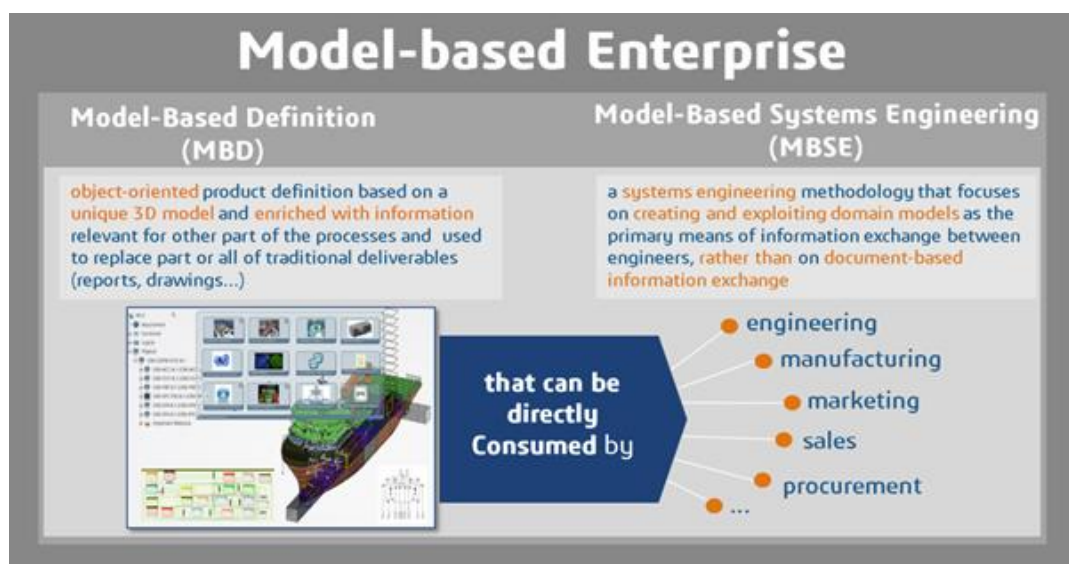 Model-based Enterprise
Model-Based Definition
(MBD)
object-oriented product definition based on a
unique 3D model and enriched with information
relevant for other part of the processes and used
to replace part or all of traditional deliverables
(reports, drawings...)
Model-Based Systems Engineering
(MBSE)
a systems engineering methodology that focuses
on creating and exploiting domain models as the
primary means of information exchange between
engineers, rather than on document-based
information exchange
that can be
directly
Consumed by
engineering
manufacturing
marketing
sales
procurement
...